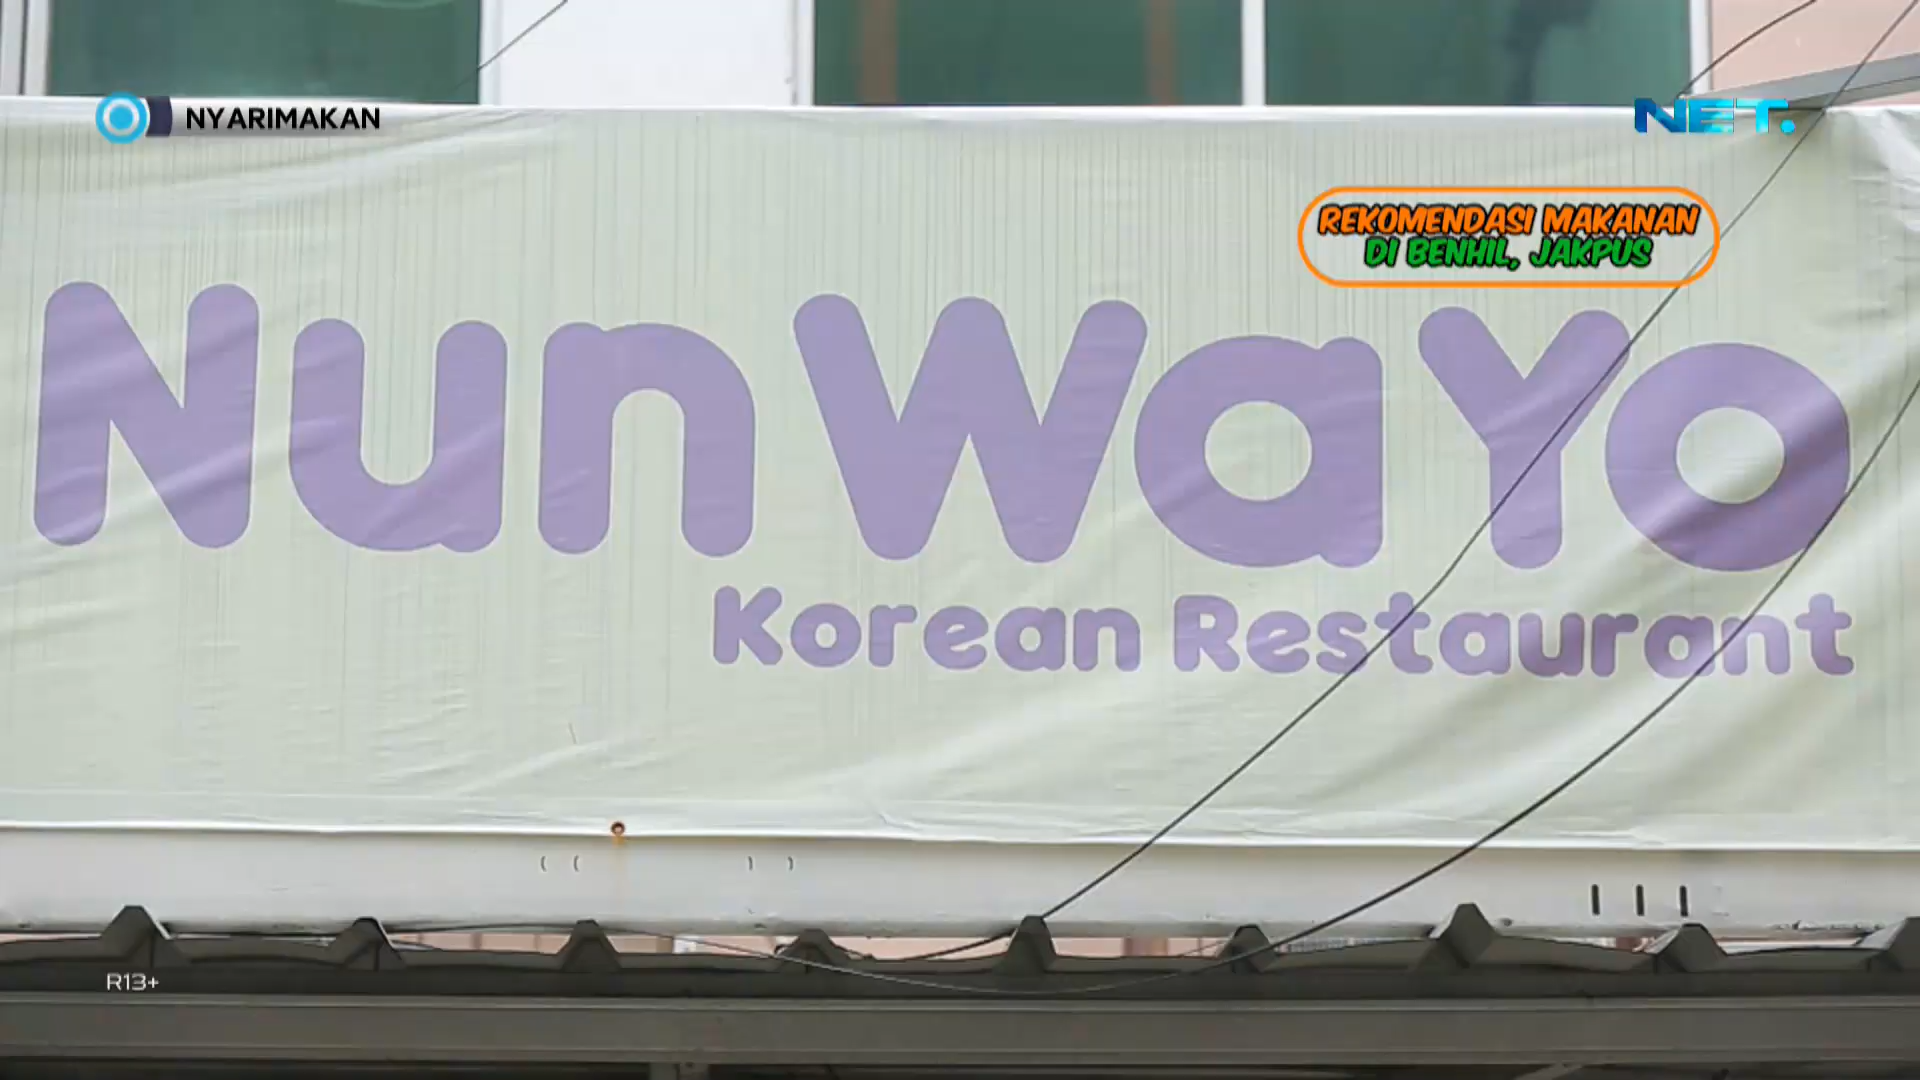 NYARIMAKAN
NET.
REKOMENDASI MAKANAN
DI BENHIL, JAKPUS
NunWaYo
Korean Restaurant
R13+